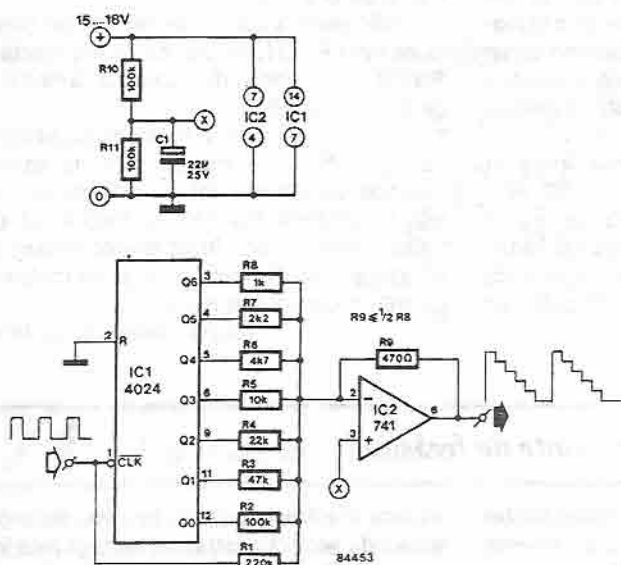 15....18V
+
R10
100k
7
14
X
IC2
IC1
R11
100k
C1
22µ
25V
4
7
0
Q6 3 R8 1k
Q5 4 R7 2k2
2 R
Q4 5 R6 4k7
R9 ≤ 1/2 R8
R9
470Ω
IC1
4024
Q3 6 R5 10k
2
IC2
741
6
3
Q2 9 R4 22k
1 CLK
Q1 11 R3 47k
X
Q0 12 R2 100k
R1
220k
84453